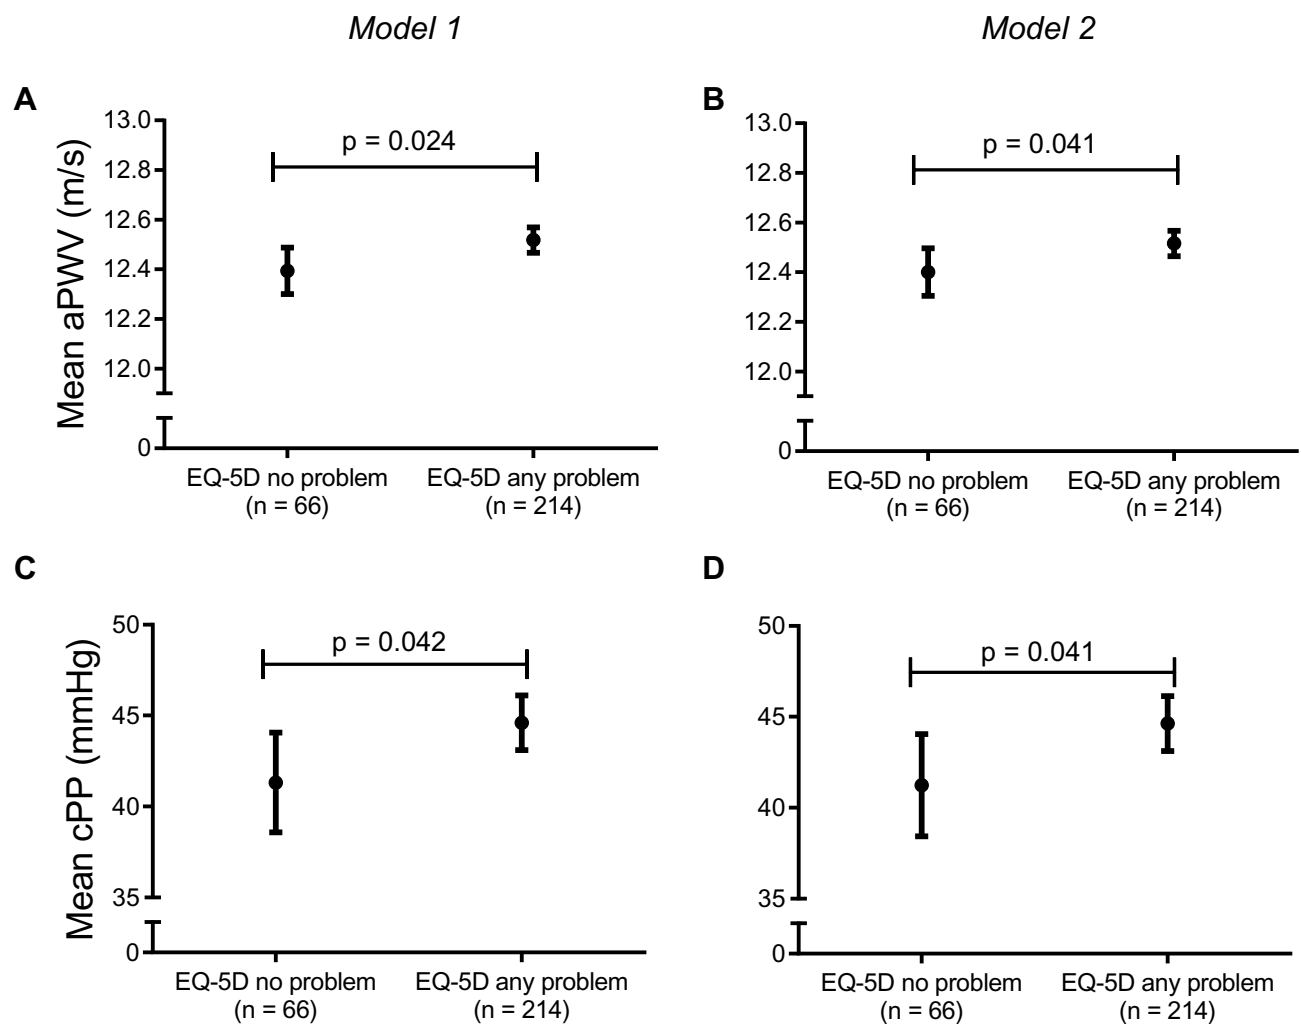 Model 1
Model 2
A
B
Mean aPWV (m/s)
13.0
12.8
12.6
12.4
12.2
12.0
0
p = 0.024
EQ-5D no problem
(n = 66)
EQ-5D any problem
(n = 214)
13.0
12.8
12.6
12.4
12.2
12.0
0
p = 0.041
EQ-5D no problem
(n = 66)
EQ-5D any problem
(n = 214)
C
D
Mean cPP (mmHg)
50
45
40
35
0
p = 0.042
EQ-5D no problem
(n = 66)
EQ-5D any problem
(n = 214)
50
45
40
35
0
p = 0.041
EQ-5D no problem
(n = 66)
EQ-5D any problem
(n = 214)